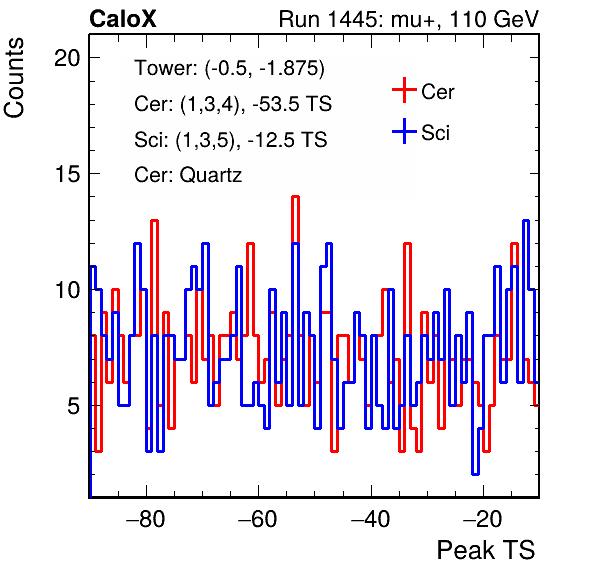 CaloX Run 1445: mu+, 110 GeV
Counts
Tower: (-0.5, -1.875)
Cer: (1,3,4), -53.5 TS
Sci: (1,3,5), -12.5 TS
Cer: Quartz
Cer
Sci
20
15
10
5
−80 −60 −40 −20
Peak TS